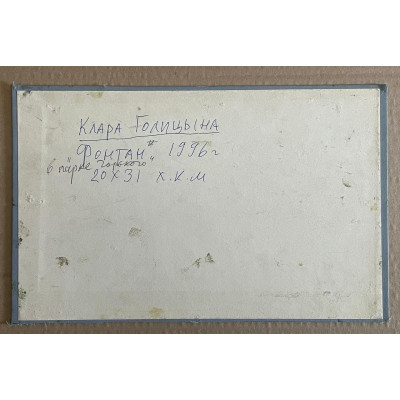 Клара Голицына
Фонтан" 1996г
в парке Горького"
20х31 х.к.м